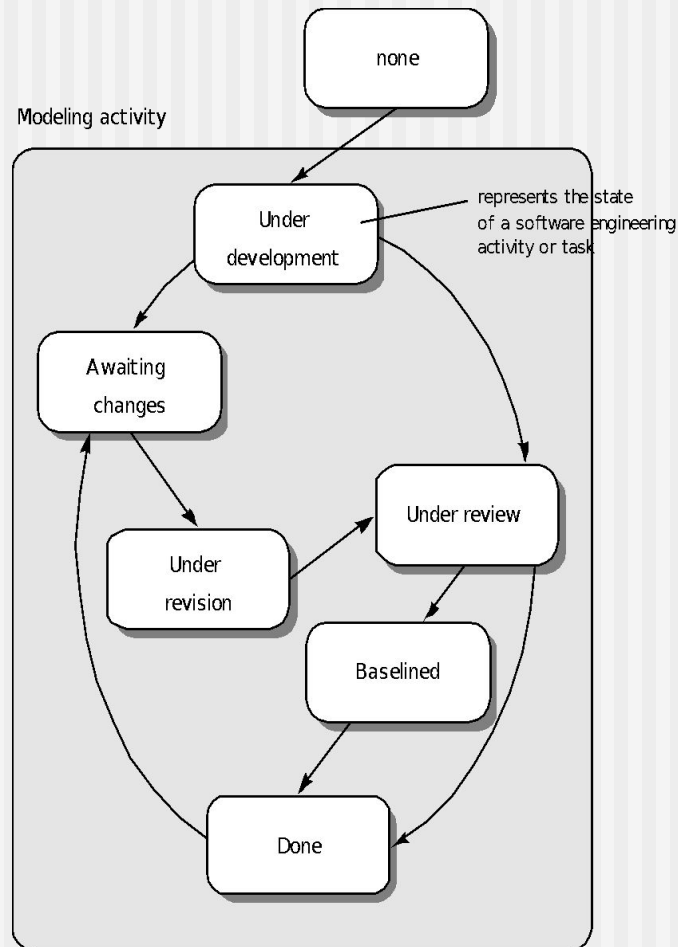 none
Modeling activity
represents the state
of a software engineering
activity or task
Under
development
Awaiting
changes
Under review
Under
revision
Baselined
Done